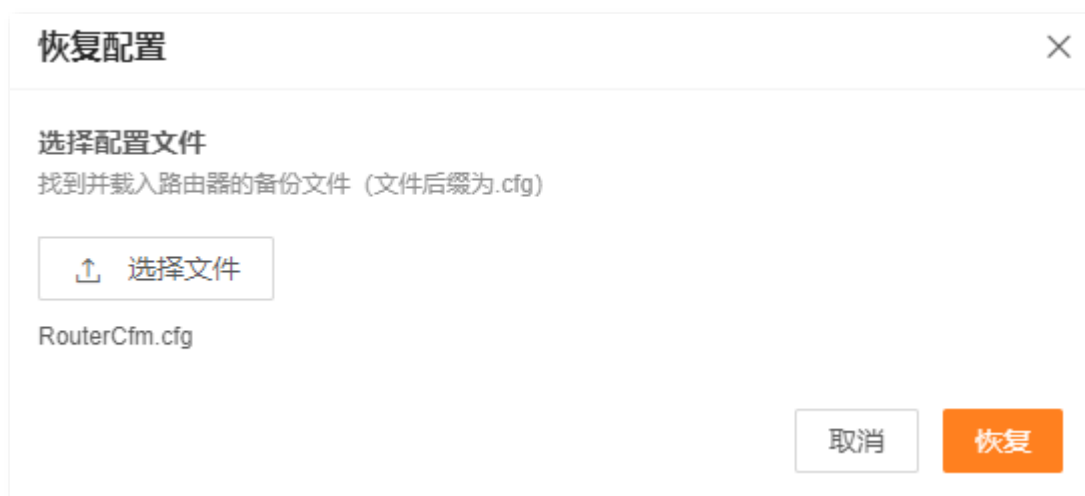 恢复配置
选择配置文件
找到并载入路由器的备份文件（文件后缀为.cfg）
选择文件
RouterCfm.cfg
取消
恢复